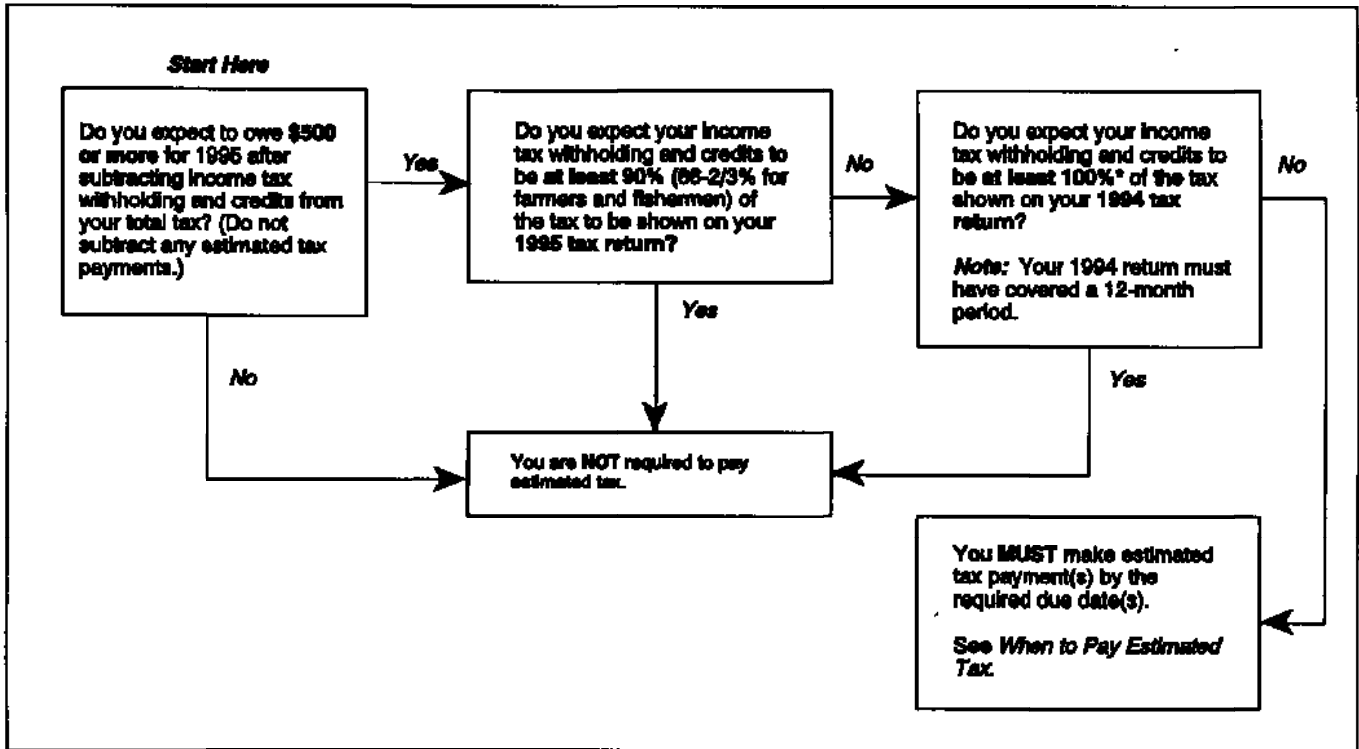 Start Here
Do you expect to owe $500
or more for 1995 after
subtracting income tax
withholding and credits from
your total tax? (Do not
subtract any estimated tax
payments.)
Yes
No
Do you expect your income
tax withholding and credits to
be at least 90% (66-2/3% for
farmers and fishermen) of
the tax to be shown on your
1995 tax return?
No
Yes
Do you expect your income
tax withholding and credits to
be at least 100%* of the tax
shown on your 1994 tax
return?
Note: Your 1994 return must
have covered a 12-month
period.
No
Yes
You are NOT required to pay
estimated tax.
You MUST make estimated
tax payment(s) by the
required due date(s).
See When to Pay Estimated
Tax.